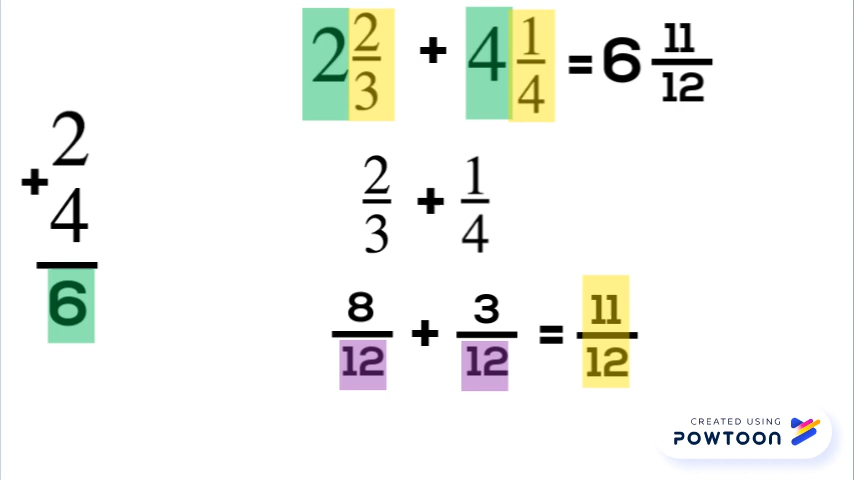 2 2/3 + 4 1/4 = 6 11/12
2
+4
6
2/3 + 1/4
8/12 + 3/12 = 11/12
CREATED USING
POWTOON